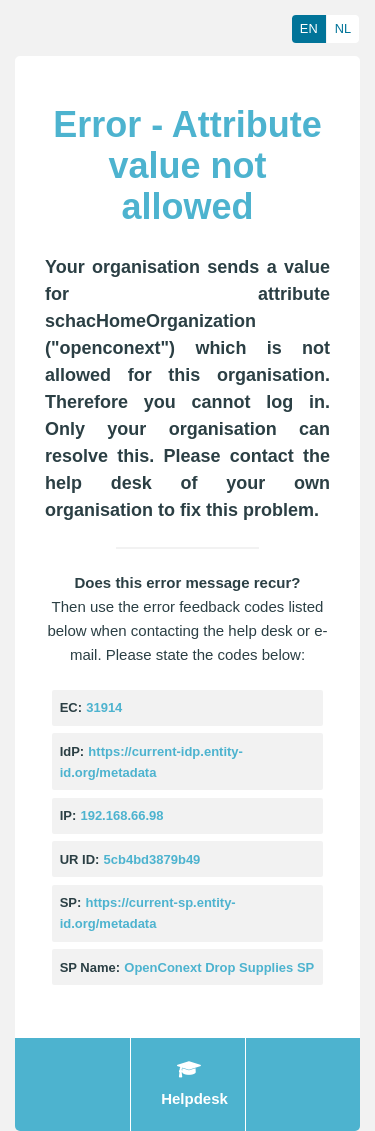 EN NL
Error - Attribute
value not
allowed
Your organisation sends a value
for attribute
schacHomeOrganization
("openconext") which is not
allowed for this organisation.
Therefore you cannot log in.
Only your organisation can
resolve this. Please contact the
help desk of your own
organisation to fix this problem.
Does this error message recur?
Then use the error feedback codes listed
below when contacting the help desk or e-
mail. Please state the codes below:
EC: 31914
IdP: https://current-idp.entity-
id.org/metadata
IP: 192.168.66.98
UR ID: 5cb4bd3879b49
SP: https://current-sp.entity-
id.org/metadata
SP Name: OpenConext Drop Supplies SP
Helpdesk